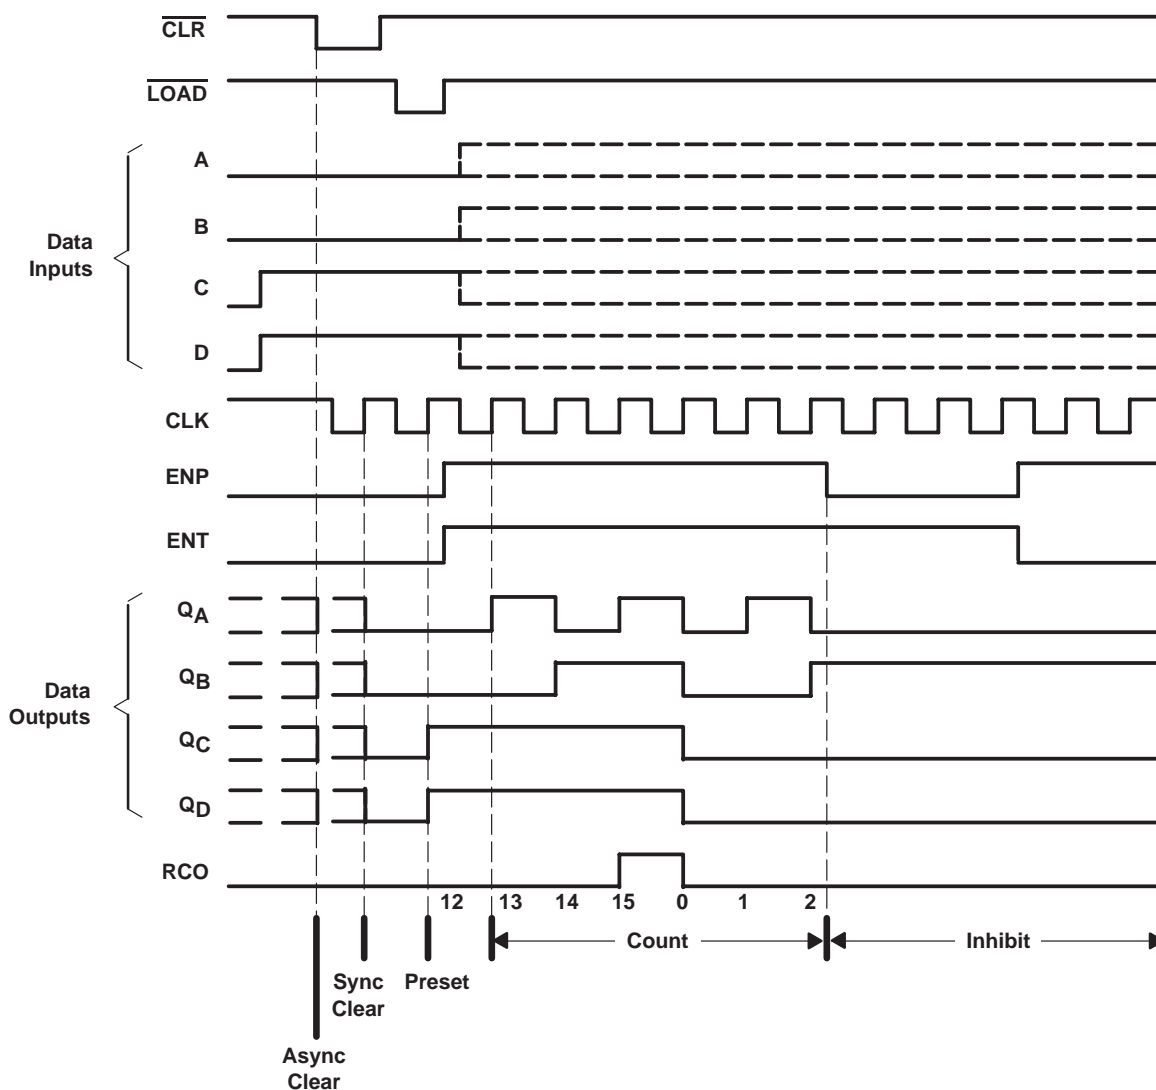 CLR
LOAD
A
B
Data
Inputs
C
D
CLK
ENP
ENT
QA
QB
Data
Outputs
QC
QD
RCO
12 13 14 15 0 1 2
Count Inhibit
Sync
Clear
Preset
Async
Clear